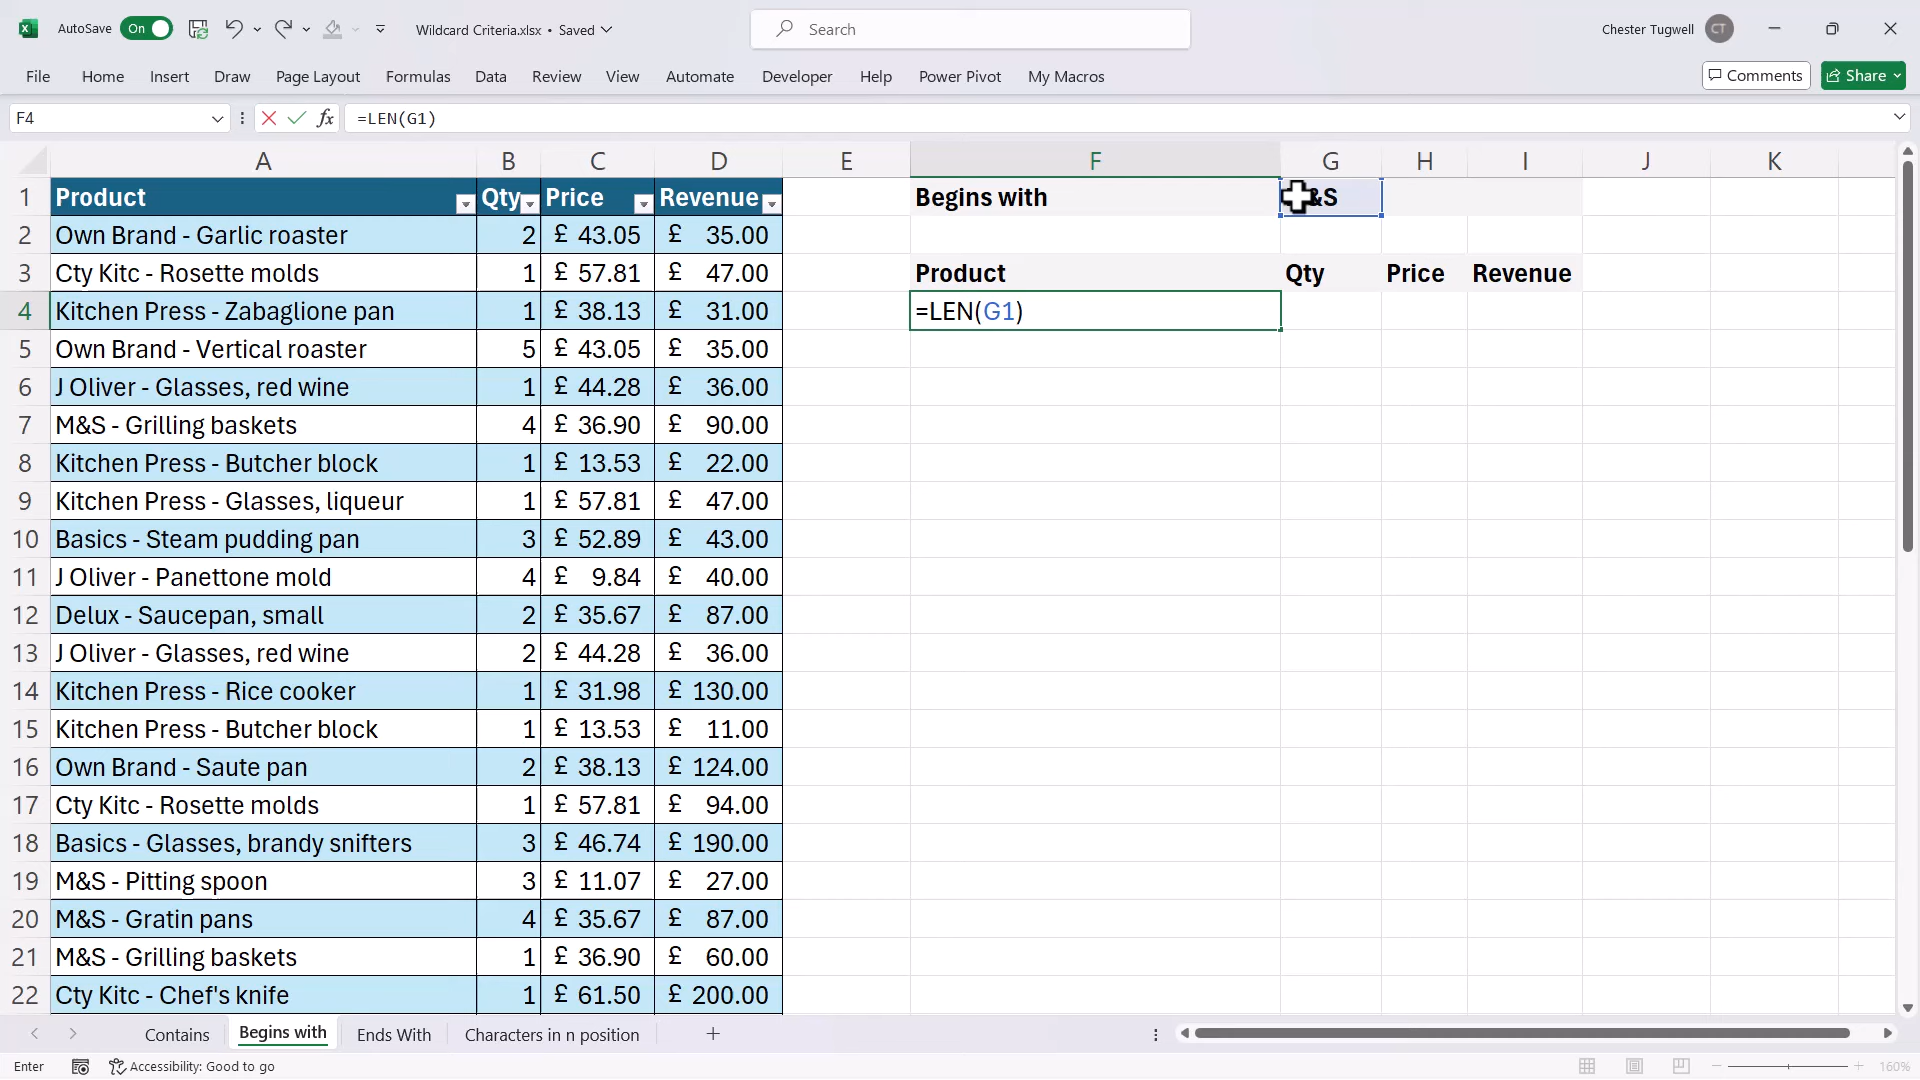 AutoSave On Wildcard Criteria.xlsx • Saved Search Chester Tugwell CT
File Home Insert Draw Page Layout Formulas Data Review View Automate Developer Help Power Pivot My Macros Comments Share
F4 fx =LEN(G1)
A B C D E F G H I J K
1 Product Qty Price Revenue Begins with &S
2 Own Brand - Garlic roaster 2 £ 43.05 £ 35.00
3 Cty Kitc - Rosette molds 1 £ 57.81 £ 47.00 Product Qty Price Revenue
4 Kitchen Press - Zabaglione pan 1 £ 38.13 £ 31.00 =LEN(G1)
5 Own Brand - Vertical roaster 5 £ 43.05 £ 35.00
6 J Oliver - Glasses, red wine 1 £ 44.28 £ 36.00
7 M&S - Grilling baskets 4 £ 36.90 £ 90.00
8 Kitchen Press - Butcher block 1 £ 13.53 £ 22.00
9 Kitchen Press - Glasses, liqueur 1 £ 57.81 £ 47.00
10 Basics - Steam pudding pan 3 £ 52.89 £ 43.00
11 J Oliver - Panettone mold 4 £ 9.84 £ 40.00
12 Delux - Saucepan, small 2 £ 35.67 £ 87.00
13 J Oliver - Glasses, red wine 2 £ 44.28 £ 36.00
14 Kitchen Press - Rice cooker 1 £ 31.98 £ 130.00
15 Kitchen Press - Butcher block 1 £ 13.53 £ 11.00
16 Own Brand - Saute pan 2 £ 38.13 £ 124.00
17 Cty Kitc - Rosette molds 1 £ 57.81 £ 94.00
18 Basics - Glasses, brandy snifters 3 £ 46.74 £ 190.00
19 M&S - Pitting spoon 3 £ 11.07 £ 27.00
20 M&S - Gratin pans 4 £ 35.67 £ 87.00
21 M&S - Grilling baskets 1 £ 36.90 £ 60.00
22 Cty Kitc - Chef's knife 1 £ 61.50 £ 200.00
Contains Begins with Ends With Characters in n position
Enter Accessibility: Good to go 160%